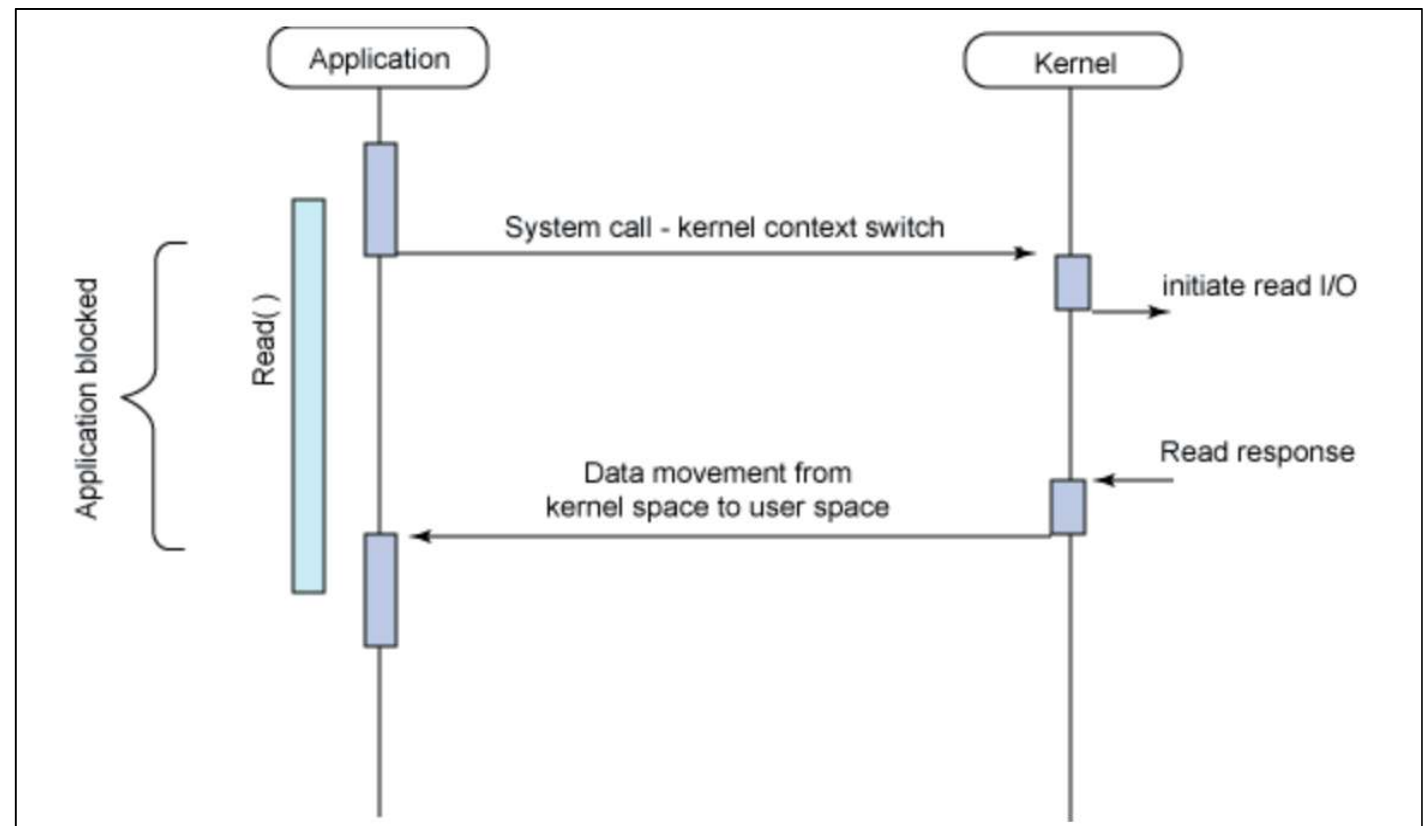 Application
Kernel
System call - kernel context switch
initiate read I/O
Read( )
Application blocked
Read response
Data movement from
kernel space to user space